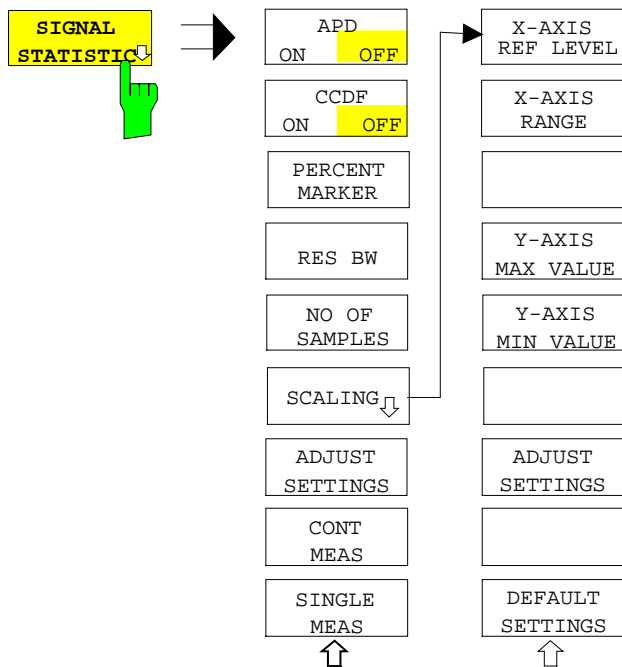 SIGNAL
STATISTIC
APD
ON OFF
CCDF
ON OFF
PERCENT
MARKER
RES BW
NO OF
SAMPLES
SCALING
ADJUST
SETTINGS
CONT
MEAS
SINGLE
MEAS
X-AXIS
REF LEVEL
X-AXIS
RANGE
Y-AXIS
MAX VALUE
Y-AXIS
MIN VALUE
ADJUST
SETTINGS
DEFAULT
SETTINGS